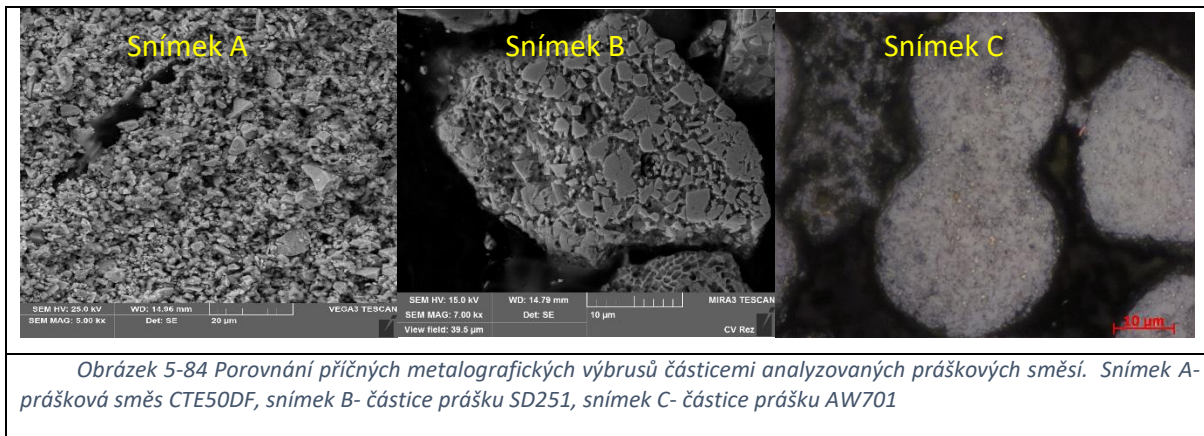 Snímek A
SEM HV: 25.0 kV WD: 14.96 mm VEGA3 TESCAN
SEM MAG: 5.00 kx Det: SE 20 µm
Snímek B
SEM HV: 15.0 kV WD: 14.79 mm MIRA3 TESCAN
SEM MAG: 7.00 kx Det: SE 10 µm
View field: 39.5 µm CV Rez
Snímek C
10 µm
Obrázek 5-84 Porovnání příčných metalografických výbrusů částicemi analyzovaných práškových směsí. Snímek A-
prášková směs CTE50DF, snímek B- částice prášku SD251, snímek C- částice prášku AW701